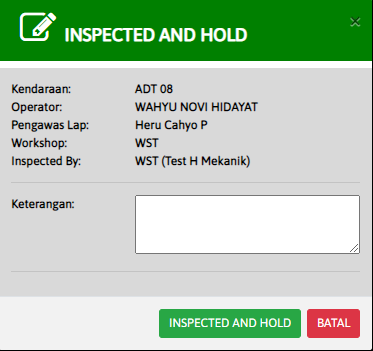 INSPECTED AND HOLD
×
Kendaraan: ADT 08
Operator: WAHYU NOVI HIDAYAT
Pengawas Lap: Heru Cahyo P
Workshop: WST
Inspected By: WST (Test H Mekanik)
Keterangan:
INSPECTED AND HOLD BATAL